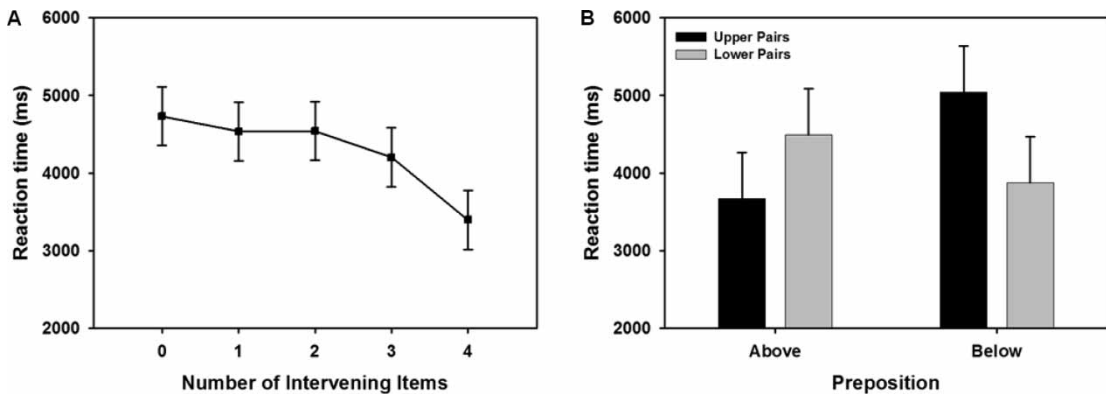 A
6000
5000
4000
3000
2000
Reaction time (ms)
0 1 2 3 4
Number of Intervening Items
B
6000
5000
4000
3000
2000
Reaction time (ms)
Upper Pairs
Lower Pairs
Above Below
Preposition